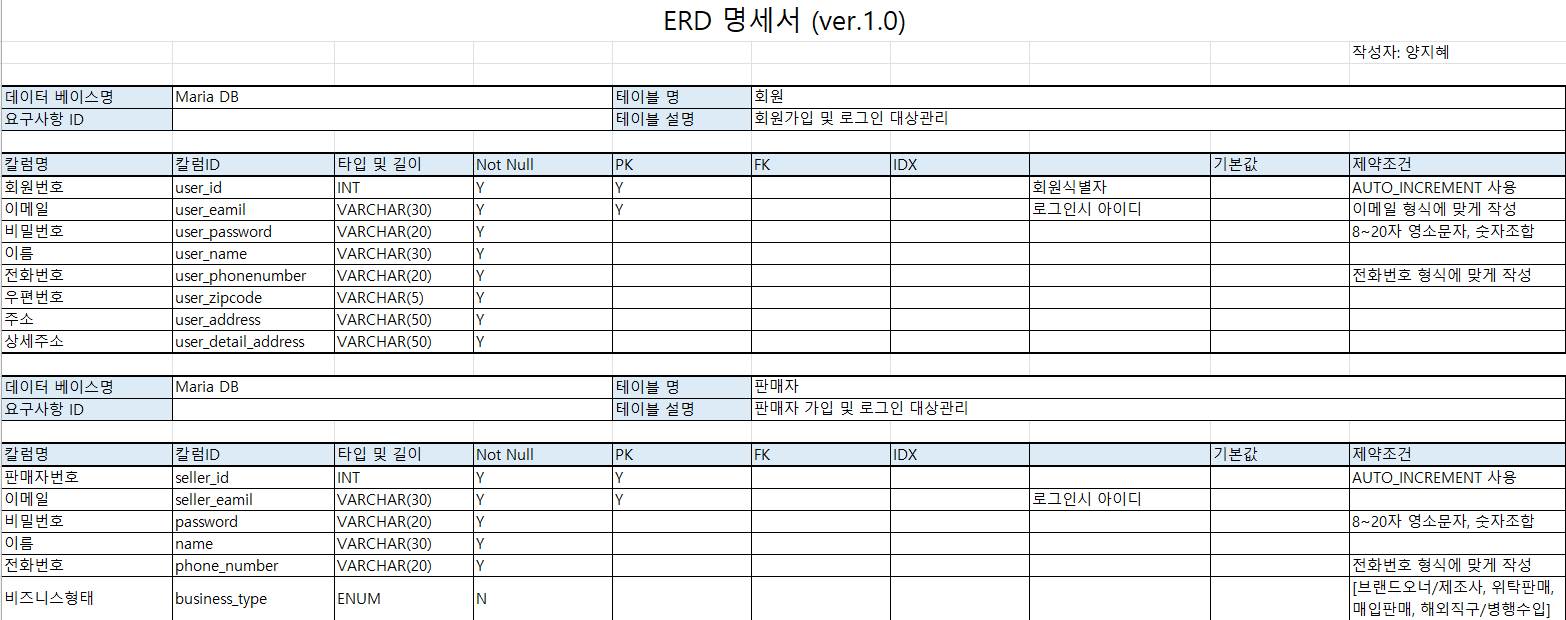 ERD 명세서 (ver.1.0)
작성자: 양지혜
데이터 베이스명 Maria DB 테이블 명 회원
요구사항 ID 테이블 설명 회원가입 및 로그인 대상관리
칼럼명 칼럼ID 타입 및 길이 Not Null PK FK IDX 기본값 제약조건
회원번호 user_id INT Y Y 회원식별자 AUTO_INCREMENT 사용
이메일 user_eamil VARCHAR(30) Y Y 로그인시 아이디 이메일 형식에 맞게 작성
비밀번호 user_password VARCHAR(20) Y 8~20자 영소문자, 숫자조합
이름 user_name VARCHAR(30) Y
전화번호 user_phonenumber VARCHAR(20) Y 전화번호 형식에 맞게 작성
우편번호 user_zipcode VARCHAR(5) Y
주소 user_address VARCHAR(50) Y
상세주소 user_detail_address VARCHAR(50) Y
데이터 베이스명 Maria DB 테이블 명 판매자
요구사항 ID 테이블 설명 판매자 가입 및 로그인 대상관리
칼럼명 칼럼ID 타입 및 길이 Not Null PK FK IDX 기본값 제약조건
판매자번호 seller_id INT Y Y AUTO_INCREMENT 사용
이메일 seller_eamil VARCHAR(30) Y Y 로그인시 아이디
비밀번호 password VARCHAR(20) Y 8~20자 영소문자, 숫자조합
이름 name VARCHAR(30) Y
전화번호 phone_number VARCHAR(20) Y 전화번호 형식에 맞게 작성
비즈니스형태 business_type ENUM N [브랜드오너/제조사, 위탁판매,
매입판매, 해외직구/병행수입]